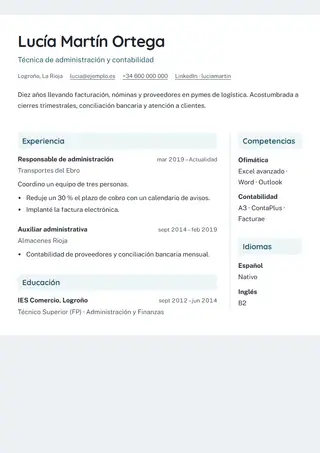 Lucía Martín Ortega
Técnica de administración y contabilidad
Logroño, La Rioja lucia@ejemplo.es +34 600 000 000 LinkedIn · luciamartin
Diez años llevando facturación, nóminas y proveedores en pymes de logística. Acostumbrada a
cierres trimestrales, conciliación bancaria y atención a clientes.
Experiencia
Responsable de administración mar 2019 – Actualidad
Transportes del Ebro
Coordino un equipo de tres personas.
• Reduje un 30 % el plazo de cobro con un calendario de avisos.
• Implanté la factura electrónica.
Auxiliar administrativa sept 2014 – feb 2019
Almacenes Rioja
• Contabilidad de proveedores y conciliación bancaria mensual.
Educación
IES Comercio, Logroño sept 2012 – jun 2014
Técnico Superior (FP) · Administración y Finanzas
Competencias
Ofimática
Excel avanzado ·
Word · Outlook
Contabilidad
A3 · ContaPlus ·
Facturae
Idiomas
Español
Nativo
Inglés
B2